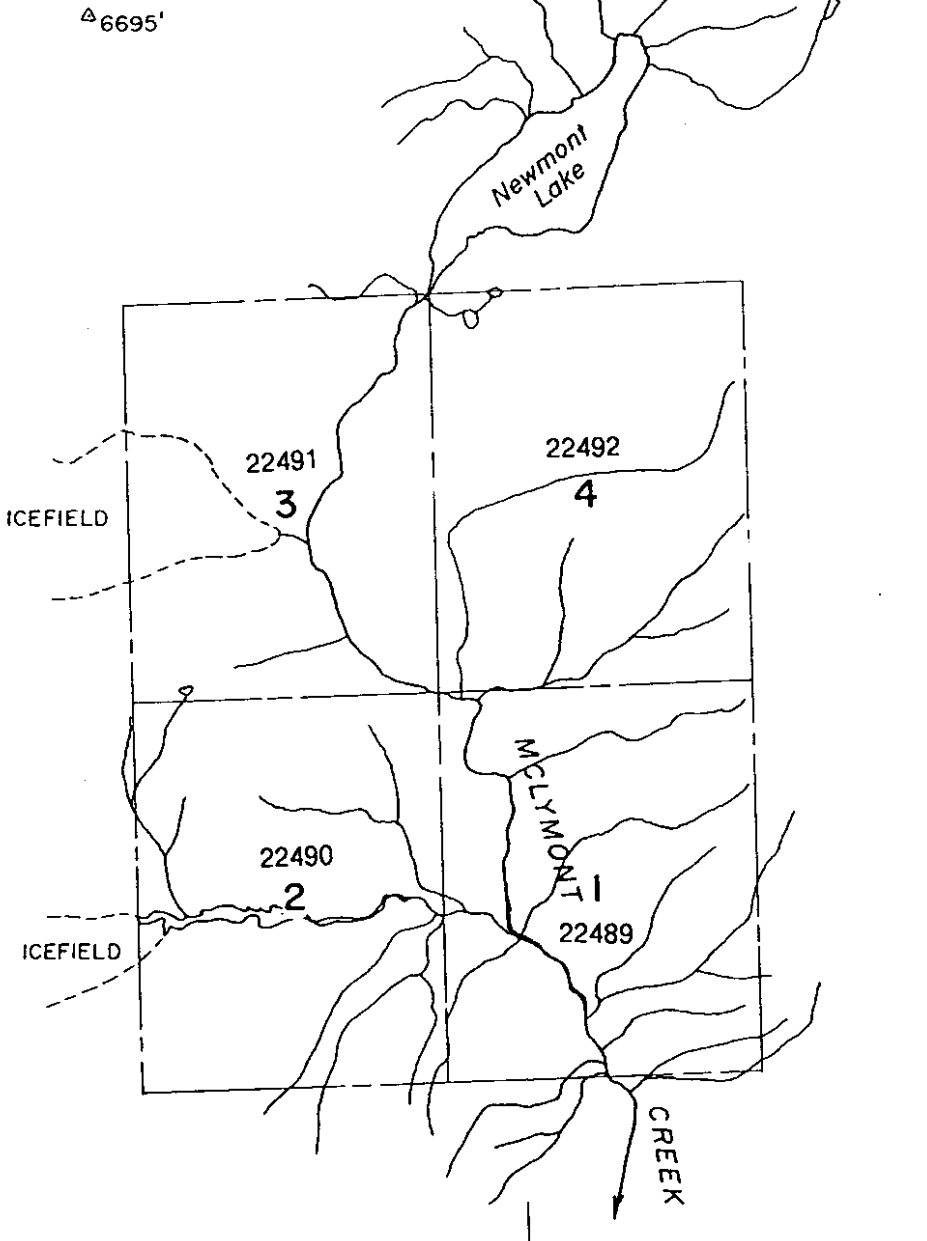 6695'
Newmont
Lake
22491
3
22492
4
ICEFIELD
MCLYMONT
22490
2
1
22489
ICEFIELD
CREEK